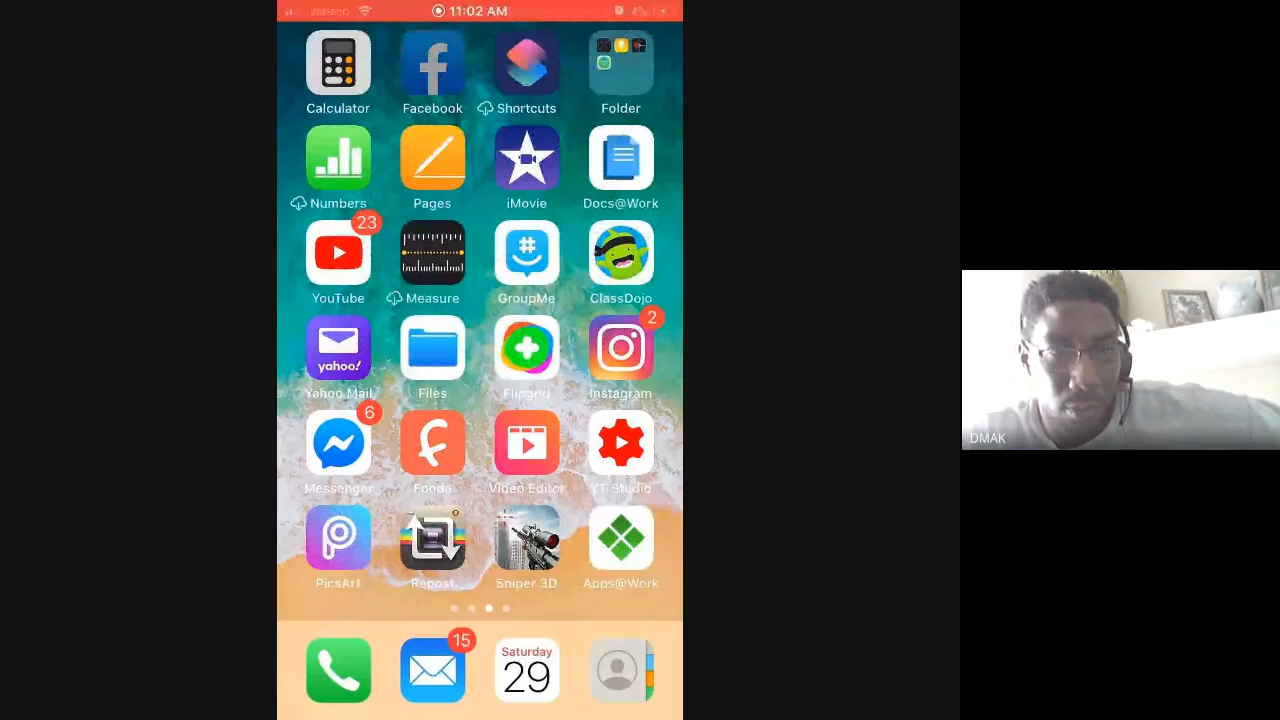 11:02 AM
Calculator Facebook Shortcuts Folder
Numbers Pages iMovie Docs@Work
23
YouTube Measure GroupMe ClassDojo
2
yahoo!
Yahoo Mail Files Flipgrid Instagram
6
Messenger Fooda Video Editor YT Studio
PicsArt Repost Sniper 3D Apps@Work
15
Saturday
29
DMAK